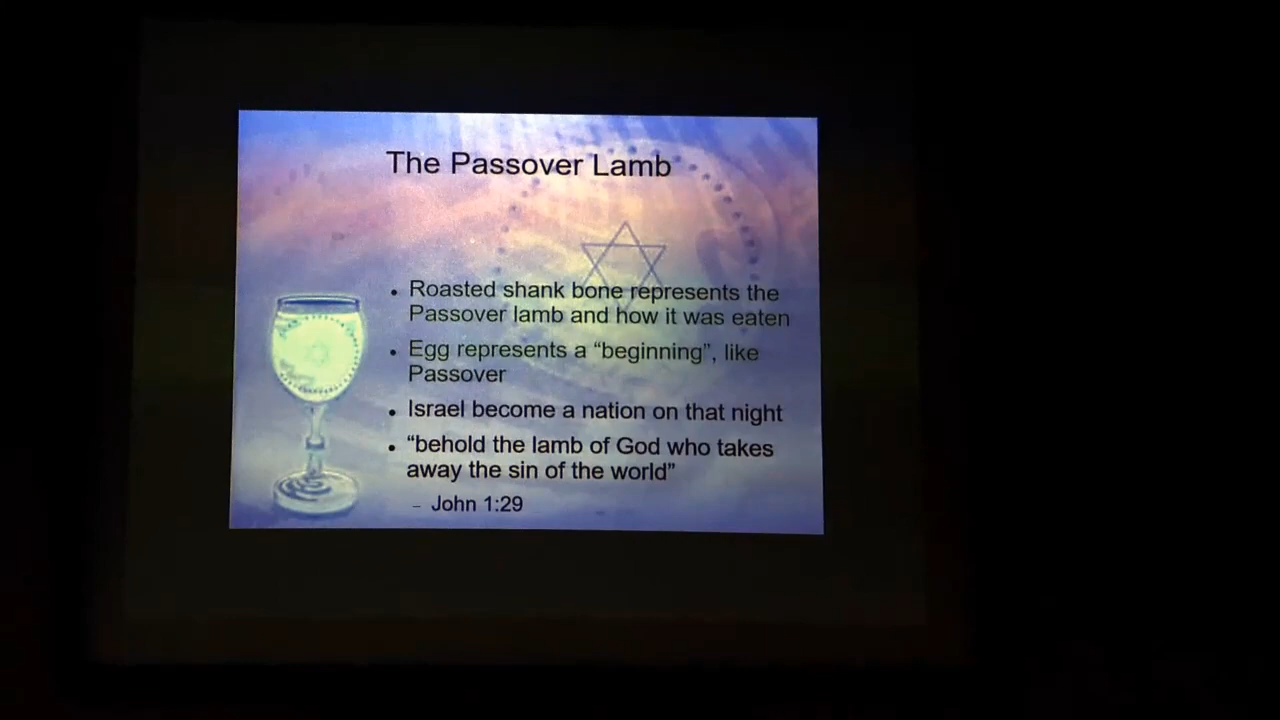 The Passover Lamb
• Roasted shank bone represents the
Passover lamb and how it was eaten
• Egg represents a “beginning”, like
Passover
• Israel become a nation on that night
• “behold the lamb of God who takes
away the sin of the world”
– John 1:29